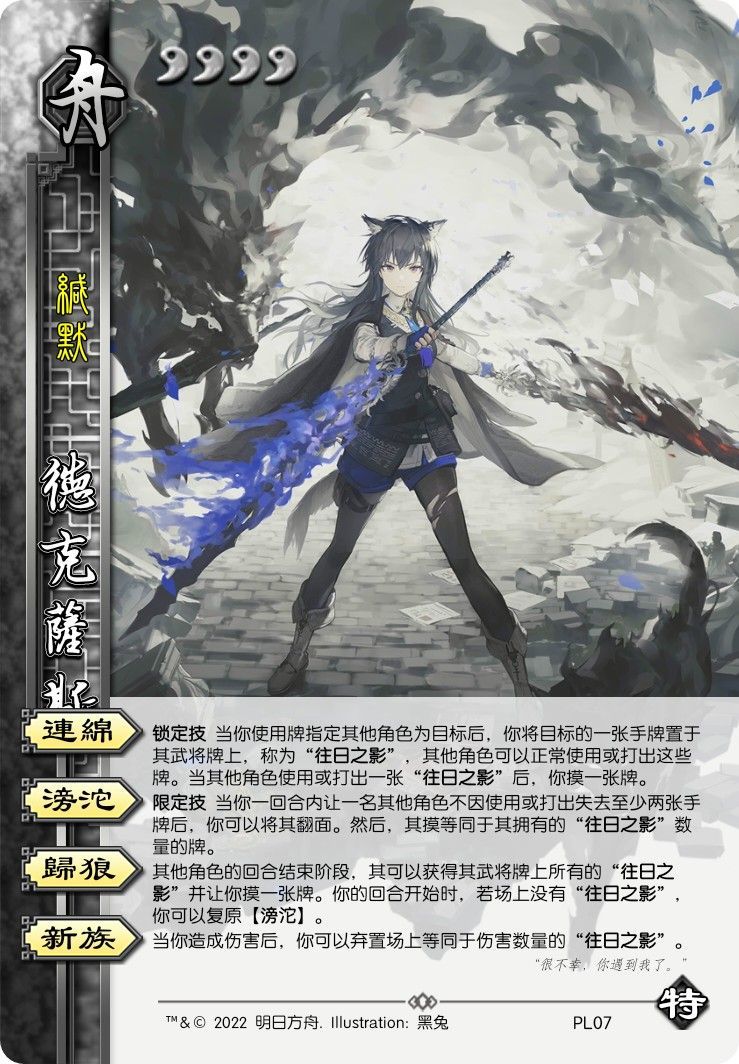 舟
緘默
德克薩斯
連綿
锁定技 当你使用牌指定其他角色为目标后，你将目标的一张手牌置于
其武将牌上，称为“往日之影”，其他角色可以正常使用或打出这些
牌。当其他角色使用或打出一张“往日之影”后，你摸一张牌。
滂沱
限定技 当你一回合内让一名其他角色不因使用或打出失去至少两张手
牌后，你可以将其翻面。然后，其摸等同于其拥有的“往日之影”数
量的牌。
歸狼
其他角色的回合结束阶段，其可以获得其武将牌上所有的“往日之
影”并让你摸一张牌。你的回合开始时，若场上没有“往日之影”，
你可以复原【滂沱】。
新族
当你造成伤害后，你可以弃置场上等同于伤害数量的“往日之影”。
“很不幸，你遇到我了。”
特
™&© 2022 明日方舟. Illustration: 黑兔
PL07